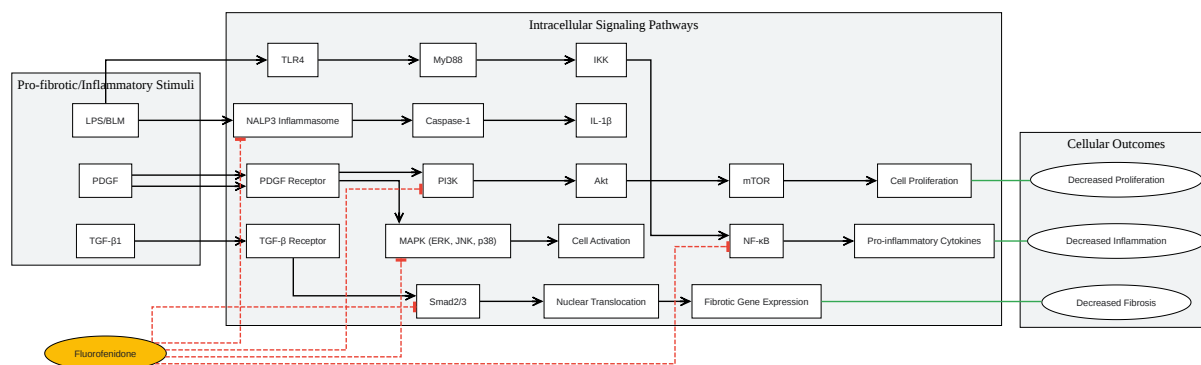 Intracellular Signaling Pathways
TLR4
MyD88
IKK
Pro-fibrotic/Inflammatory Stimuli
LPS/BLM
NALP3 Inflammasome
Caspase-1
IL-1β
Cellular Outcomes
PDGF
PDGF Receptor
PI3K
Akt
mTOR
Cell Proliferation
Decreased Proliferation
TGF-β1
TGF-β Receptor
MAPK (ERK, JNK, p38)
Cell Activation
NF-κB
Pro-inflammatory Cytokines
Decreased Inflammation
Smad2/3
Nuclear Translocation
Fibrotic Gene Expression
Decreased Fibrosis
Fluorofenidone